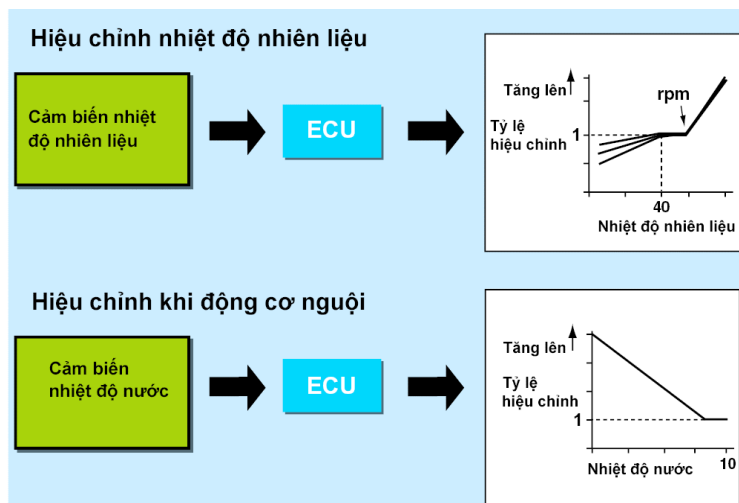 Hiệu chỉnh nhiệt độ nhiên liệu
Cảm biến nhiệt
độ nhiên liệu
ECU
Tăng lên
rpm
Tỷ lệ
hiệu chỉnh
1
40
Nhiệt độ nhiên liệu
Hiệu chỉnh khi động cơ nguội
Cảm biến
nhiệt độ nước
ECU
Tăng lên
Tỷ lệ
hiệu chỉnh
1
10
Nhiệt độ nước